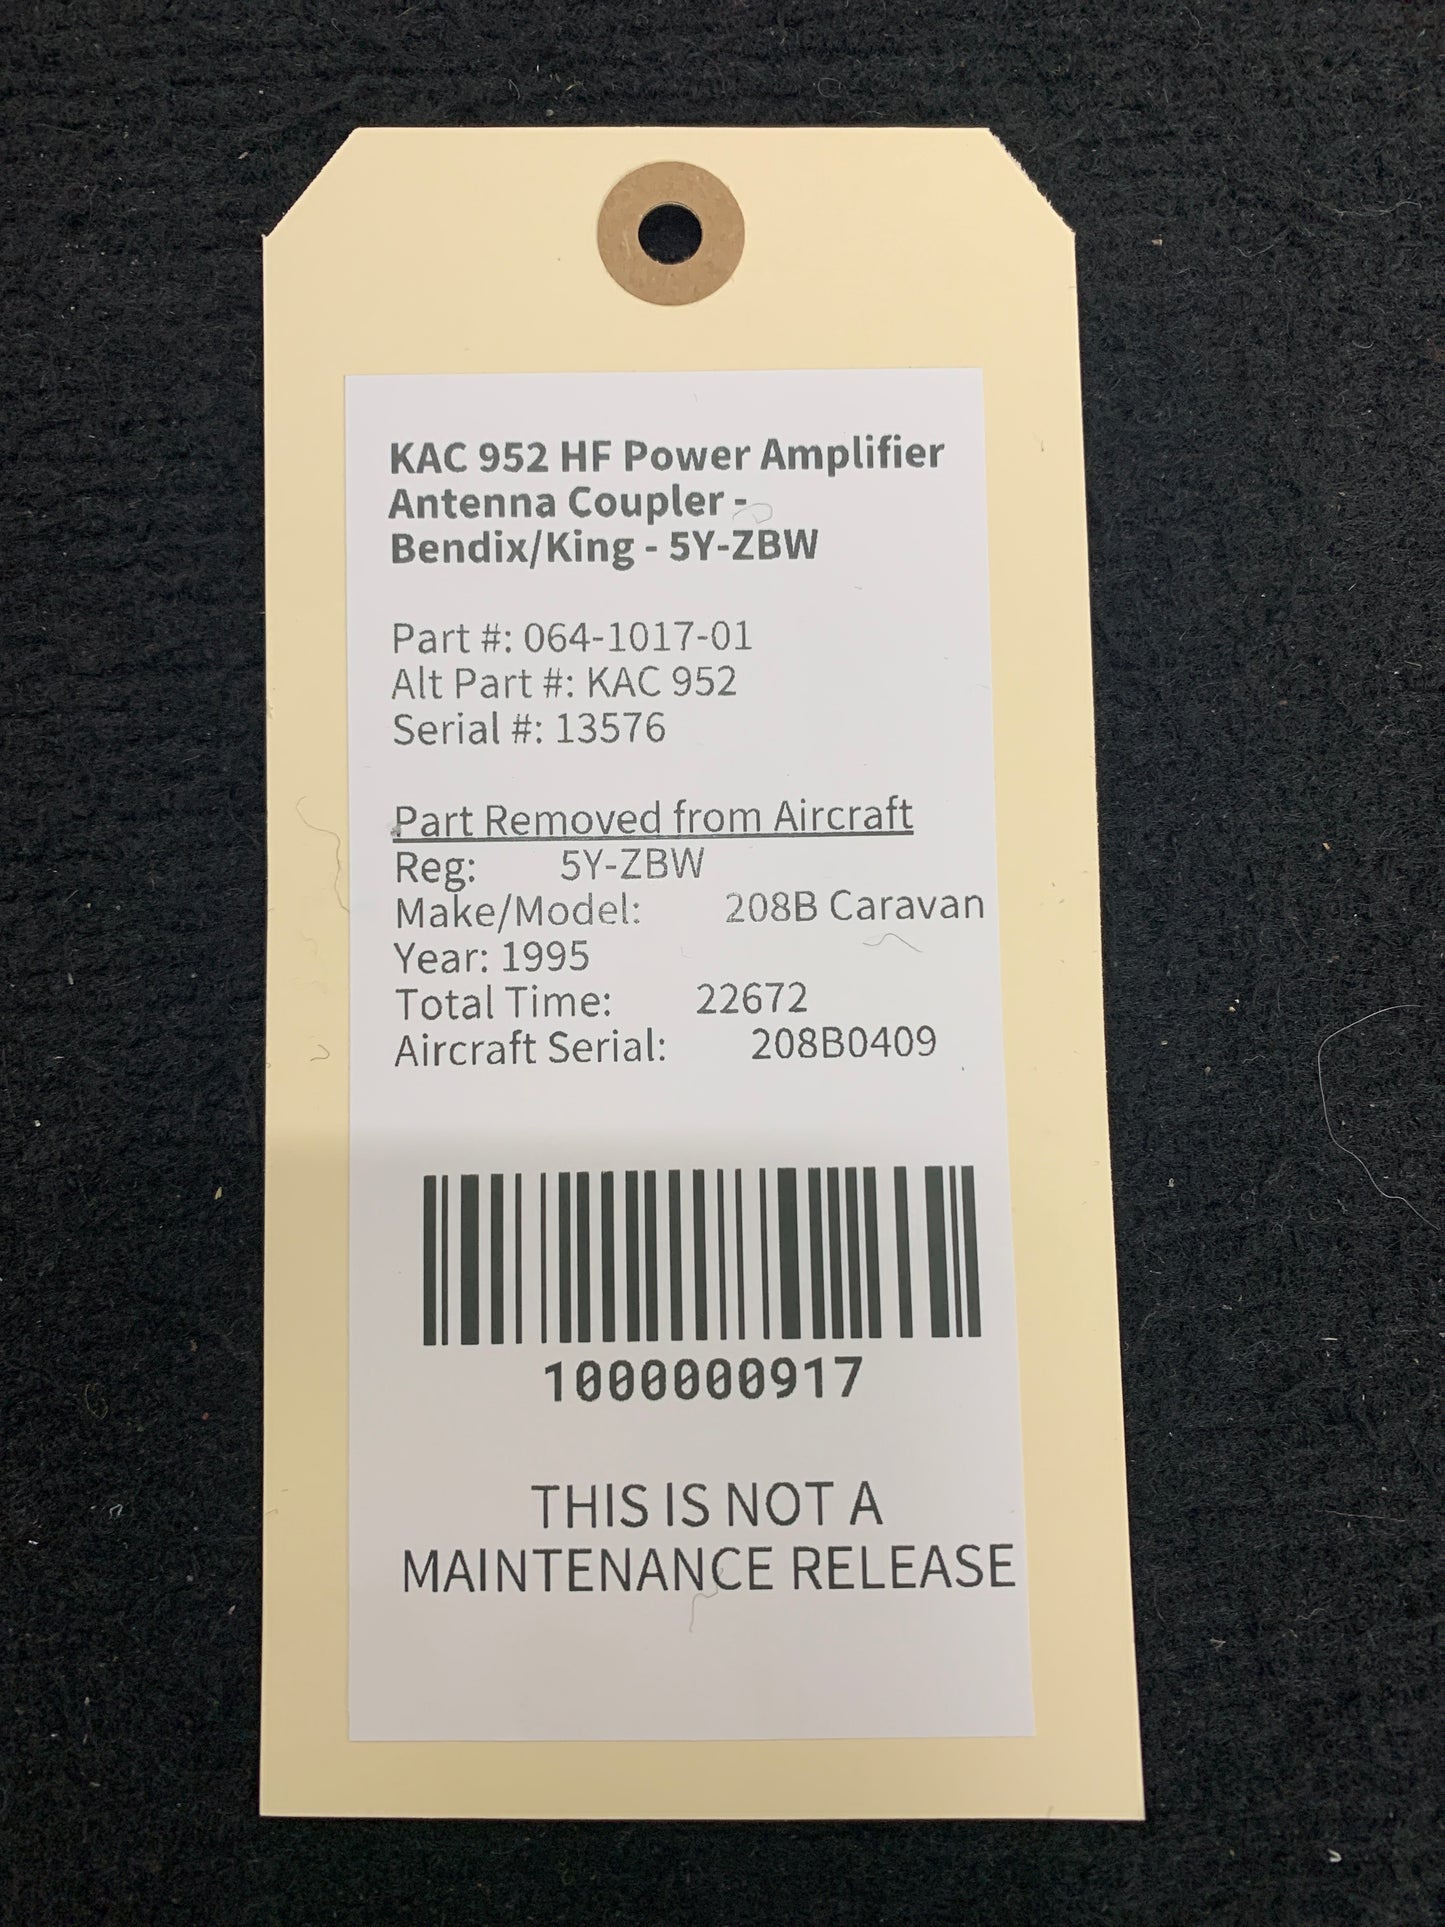 KAC 952 HF Power Amplifier
Antenna Coupler -
Bendix/King - 5Y-ZBW
Part #: 064-1017-01
Alt Part #: KAC 952
Serial #: 13576
Part Removed from Aircraft
Reg: 5Y-ZBW
Make/Model: 208B Caravan
Year: 1995
Total Time: 22672
Aircraft Serial: 208B0409
1000000917
THIS IS NOT A
MAINTENANCE RELEASE